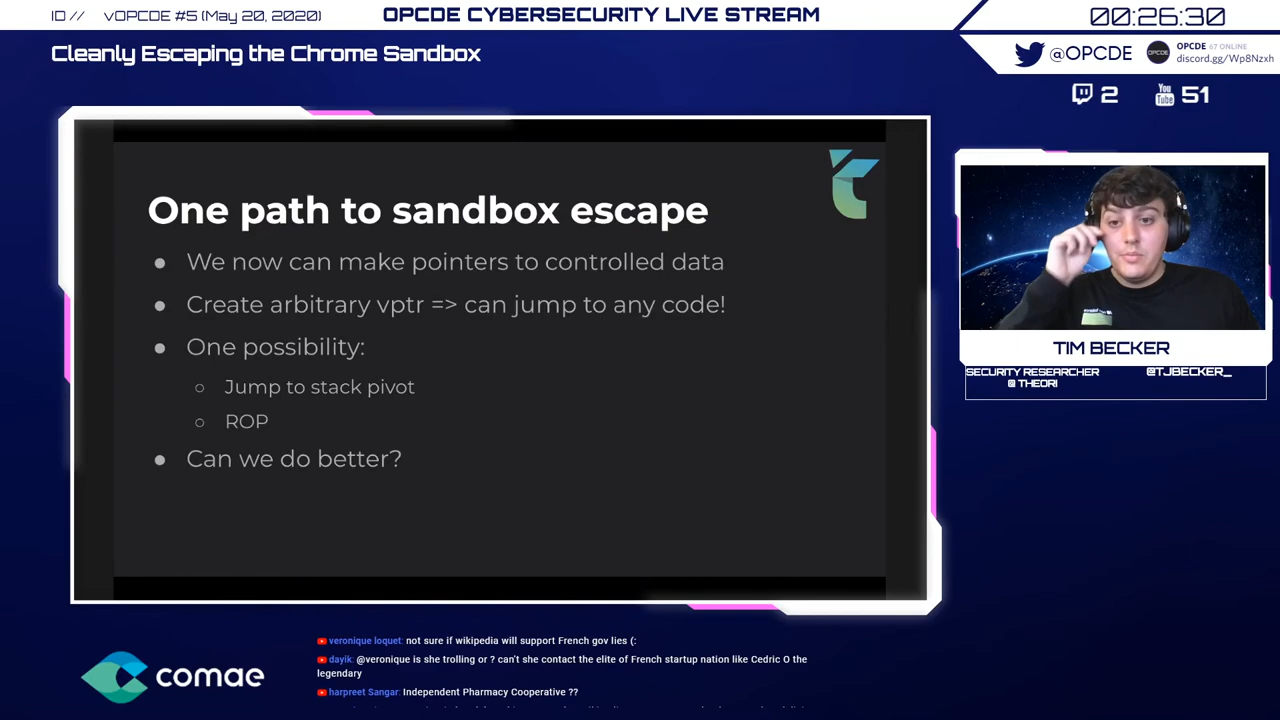 ID // vOPCDE #5 (May 20, 2020)
OPCDE CYBERSECURITY LIVE STREAM
00:26:30
Cleanly Escaping the Chrome Sandbox
@OPCDE
OPCDE 67 ONLINE
discord.gg/Wp8Nzxh
2
You Tube 51
One path to sandbox escape
● We now can make pointers to controlled data
● Create arbitrary vptr => can jump to any code!
● One possibility:
○ Jump to stack pivot
○ ROP
● Can we do better?
TIM BECKER
SECURITY RESEARCHER
@ THEORI
@TJBECKER_
comae
veronique loquet: not sure if wikipedia will support French gov lies (:
dayik: @veronique is she trolling or ? can't she contact the elite of French startup nation like Cedric O the
legendary
harpreet Sangar: Independent Pharmacy Cooperative ??